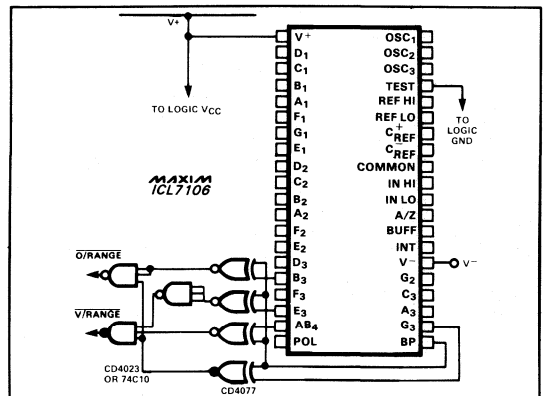 V+
V+
D1
C1
B1
A1
F1
G1
E1
D2
C2
B2
A2
F2
E2
D3
B3
F3
E3
AB4
POL
OSC1
OSC2
OSC3
TEST
REF HI
REF LO
C+REF
C-REF
COMMON
IN HI
IN LO
A/Z
BUFF
INT
V-
G2
C3
A3
G3
BP
TO LOGIC VCC
TO
LOGIC
GND
V-
MAXIM
ICL7106
O/RANGE
V/RANGE
CD4023
OR 74C10
CD4077